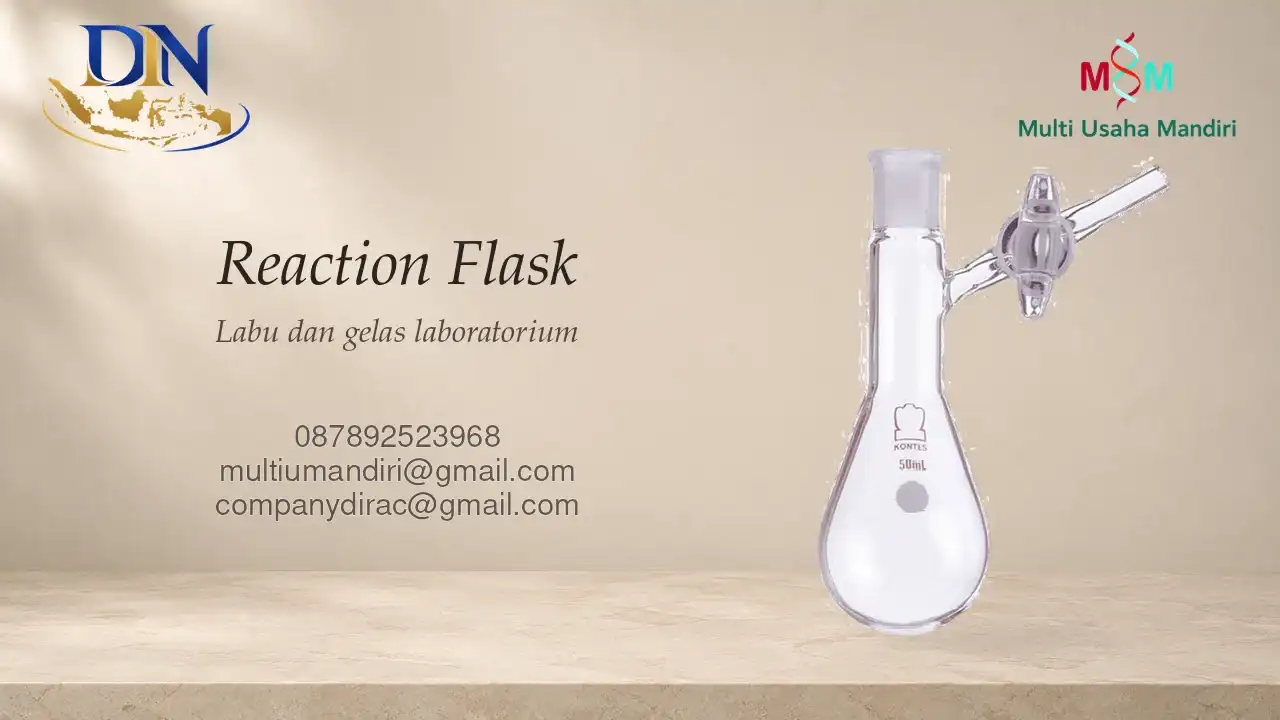 DIN
MSM
Multi Usaha Mandiri
Reaction Flask
Labu dan gelas laboratorium
087892523968
multiumandiri@gmail.com
companydirac@gmail.com
KONTES
50mL